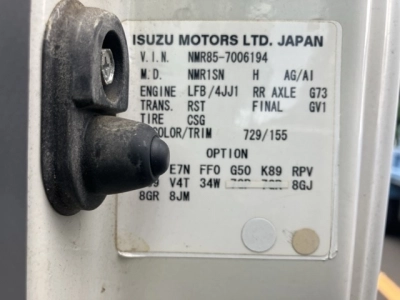 ISUZU MOTORS LTD. JAPAN
V.I.N. NMR85-7006194
M.D. NMR1SN H AG/AI
ENGINE LFB/4JJ1 RR AXLE G73
TRANS. RST FINAL GV1
TIRE CSG
COLOR/TRIM 729/155
OPTION
E7N FF0 G50 K89 RPV
V4T 34W 8GJ
8GR 8JM